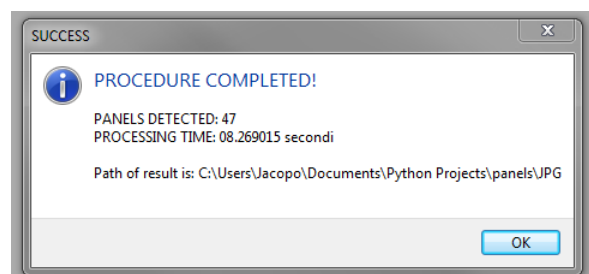 SUCCESS
PROCEDURE COMPLETED!
PANELS DETECTED: 47
PROCESSING TIME: 08.269015 secondi
Path of result is: C:\Users\Jacopo\Documents\Python Projects\panels\JPG
OK